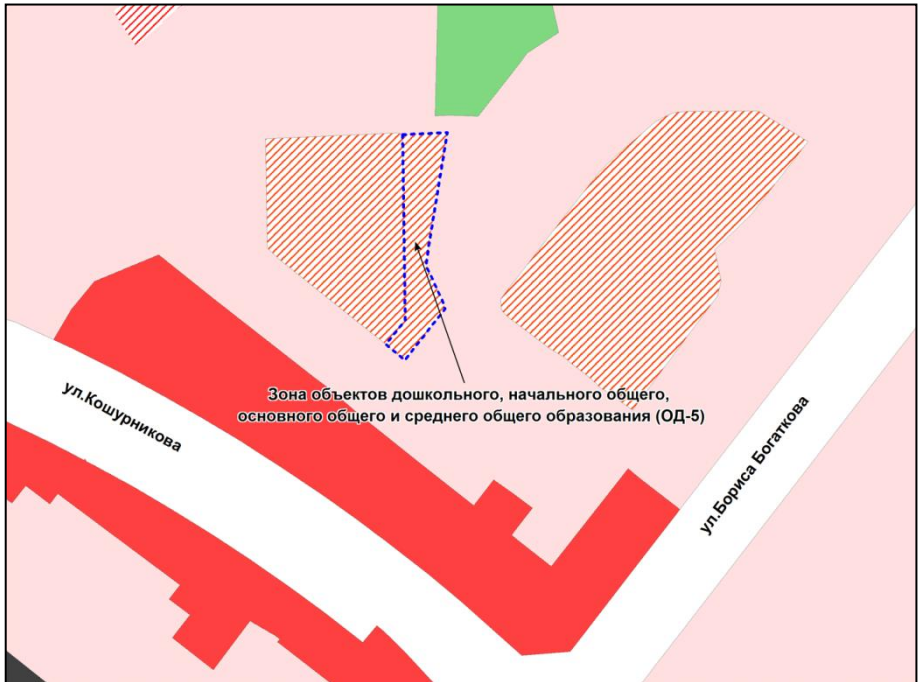 Зона объектов дошкольного, начального общего,
основного общего и среднего общего образования (ОД-5)
ул.Кошурникова
ул.Бориса Богаткова